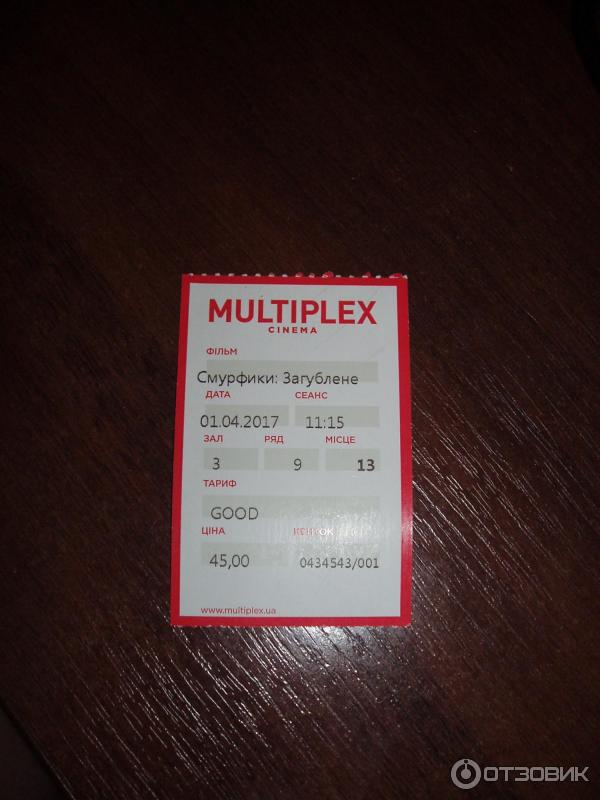 MULTIPLEX
CINEMA
ФІЛЬМ
Смурфики: Загублене
ДАТА СЕАНС
01.04.2017 11:15
ЗАЛ РЯД МІСЦЕ
3 9 13
ТАРИФ
GOOD
ЦІНА
45,00 0434543/001
www.multiplex.ua
ОТЗОВИК